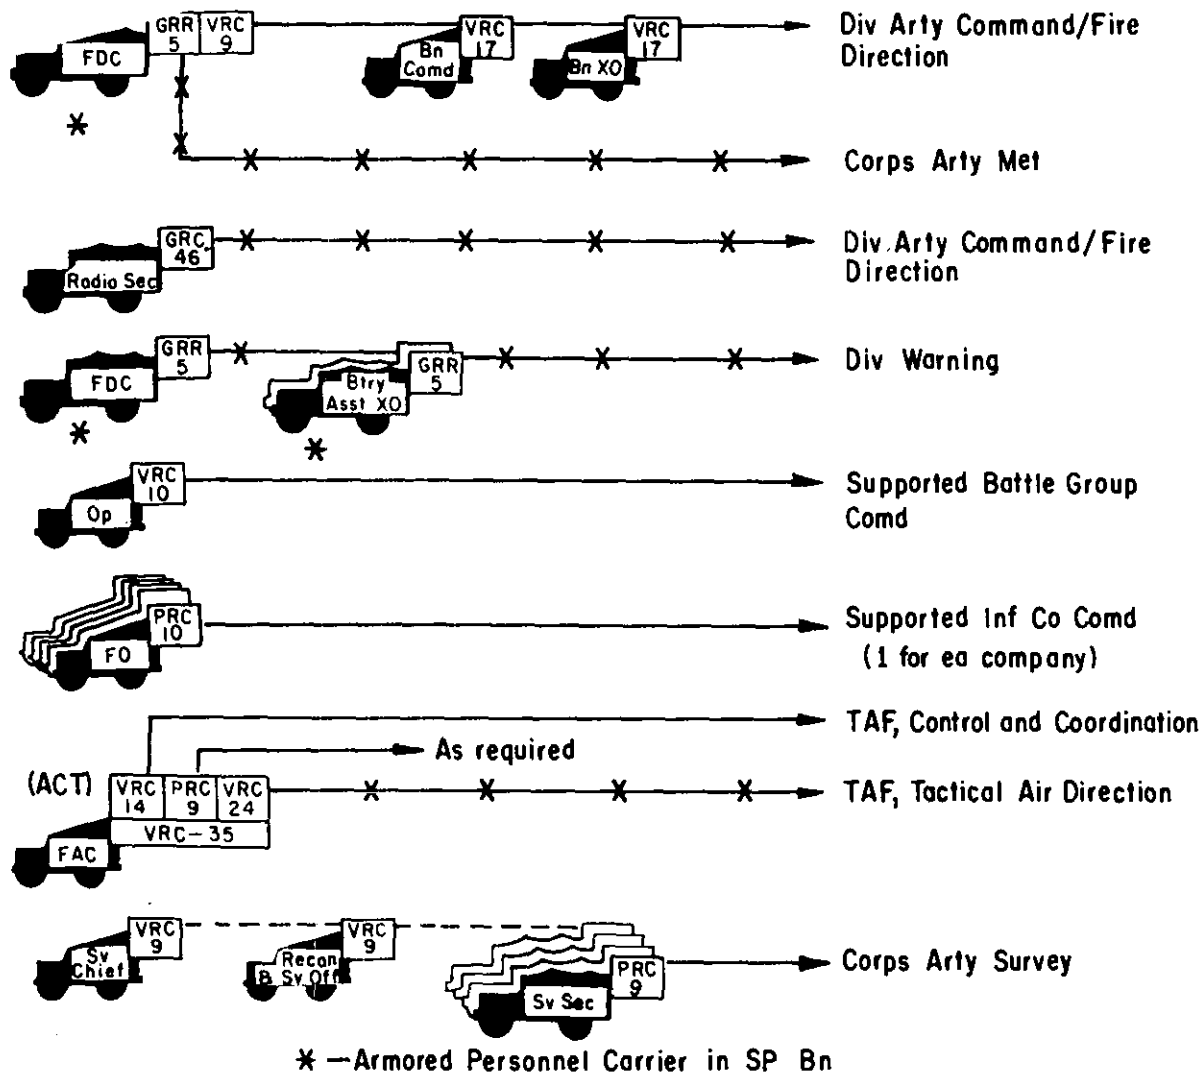 GRR VRC
5 9
FDC
VRC
17
Bn
Comd
VRC
17
Bn XO
Div Arty Command/Fire
Direction
*
Corps Arty Met
GRC
46
Radio Sec
Div Arty Command/Fire
Direction
GRR
5
FDC
*
GRR
5
Btry
Asst XO
*
Div Warning
VRC
10
Op
Supported Battle Group
Comd
PRC
10
FO
Supported Inf Co Comd
(1 for ea company)
TAF, Control and Coordination
As required
(ACT)
VRC PRC VRC
14 9 24
VRC-35
FAC
TAF, Tactical Air Direction
VRC
9
Sv
Chief
VRC
9
Recon
& Sv Off
PRC
9
Sv Sec
Corps Arty Survey
* — Armored Personnel Carrier in SP Bn